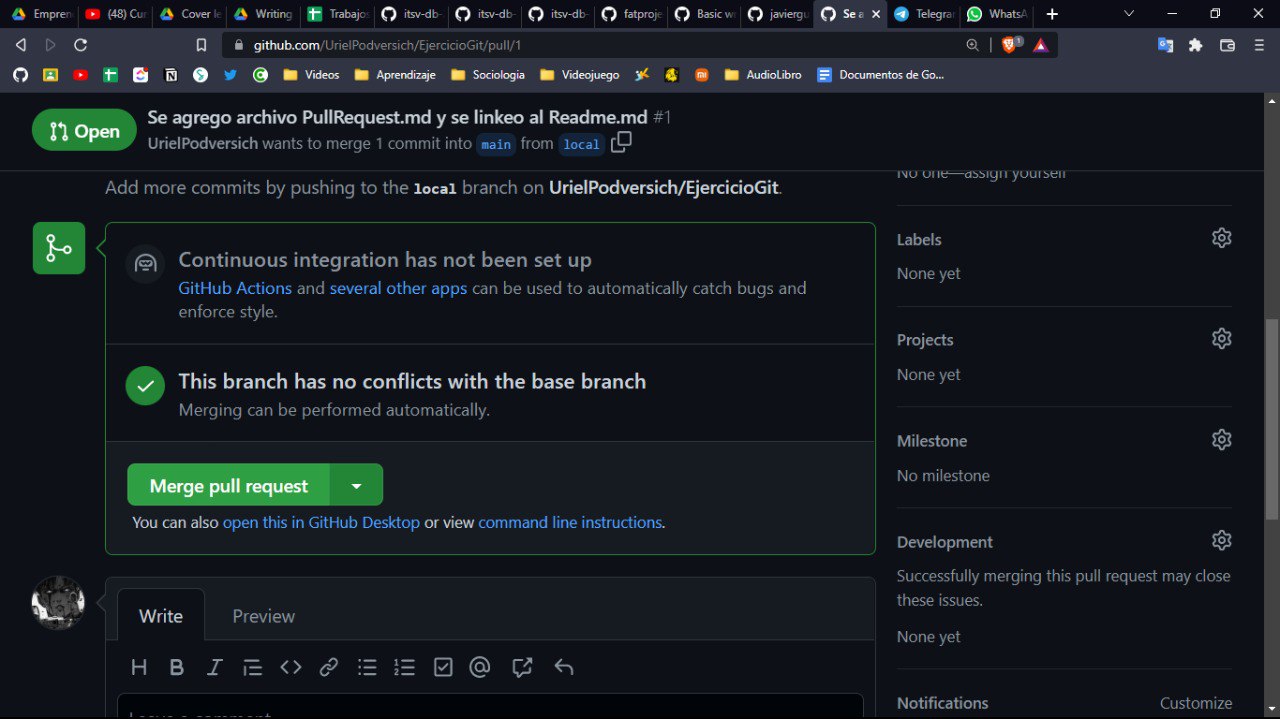 Empren
(48) Cur
Cover le
Writing
Trabajos
itsv-db-
itsv-db-
itsv-db-
fatproje
Basic wr
javiergu
Se a
Telegran
WhatsA
github.com/UrielPodversich/EjercicioGit/pull/1
1
Videos
Aprendizaje
sociologia
Videojuego
AudioLibro
Documentos de Go...
Open
Se agrego archivo PullRequest.md y se linkeo al Readme.md #1
UrielPodversich wants to merge 1 commit into main from local
Add more commits by pushing to the local branch on UrielPodversich/EjercicioGit.
Continuous integration has not been set up
GitHub Actions and several other apps can be used to automatically catch bugs and
enforce style.
This branch has no conflicts with the base branch
Merging can be performed automatically.
Merge pull request
You can also open this in GitHub Desktop or view command line instructions.
Write
Preview
Leave a comment
No one—assign yourself
Labels
None yet
Projects
None yet
Milestone
No milestone
Development
Successfully merging this pull request may close
these issues.
None yet
Notifications
Customize